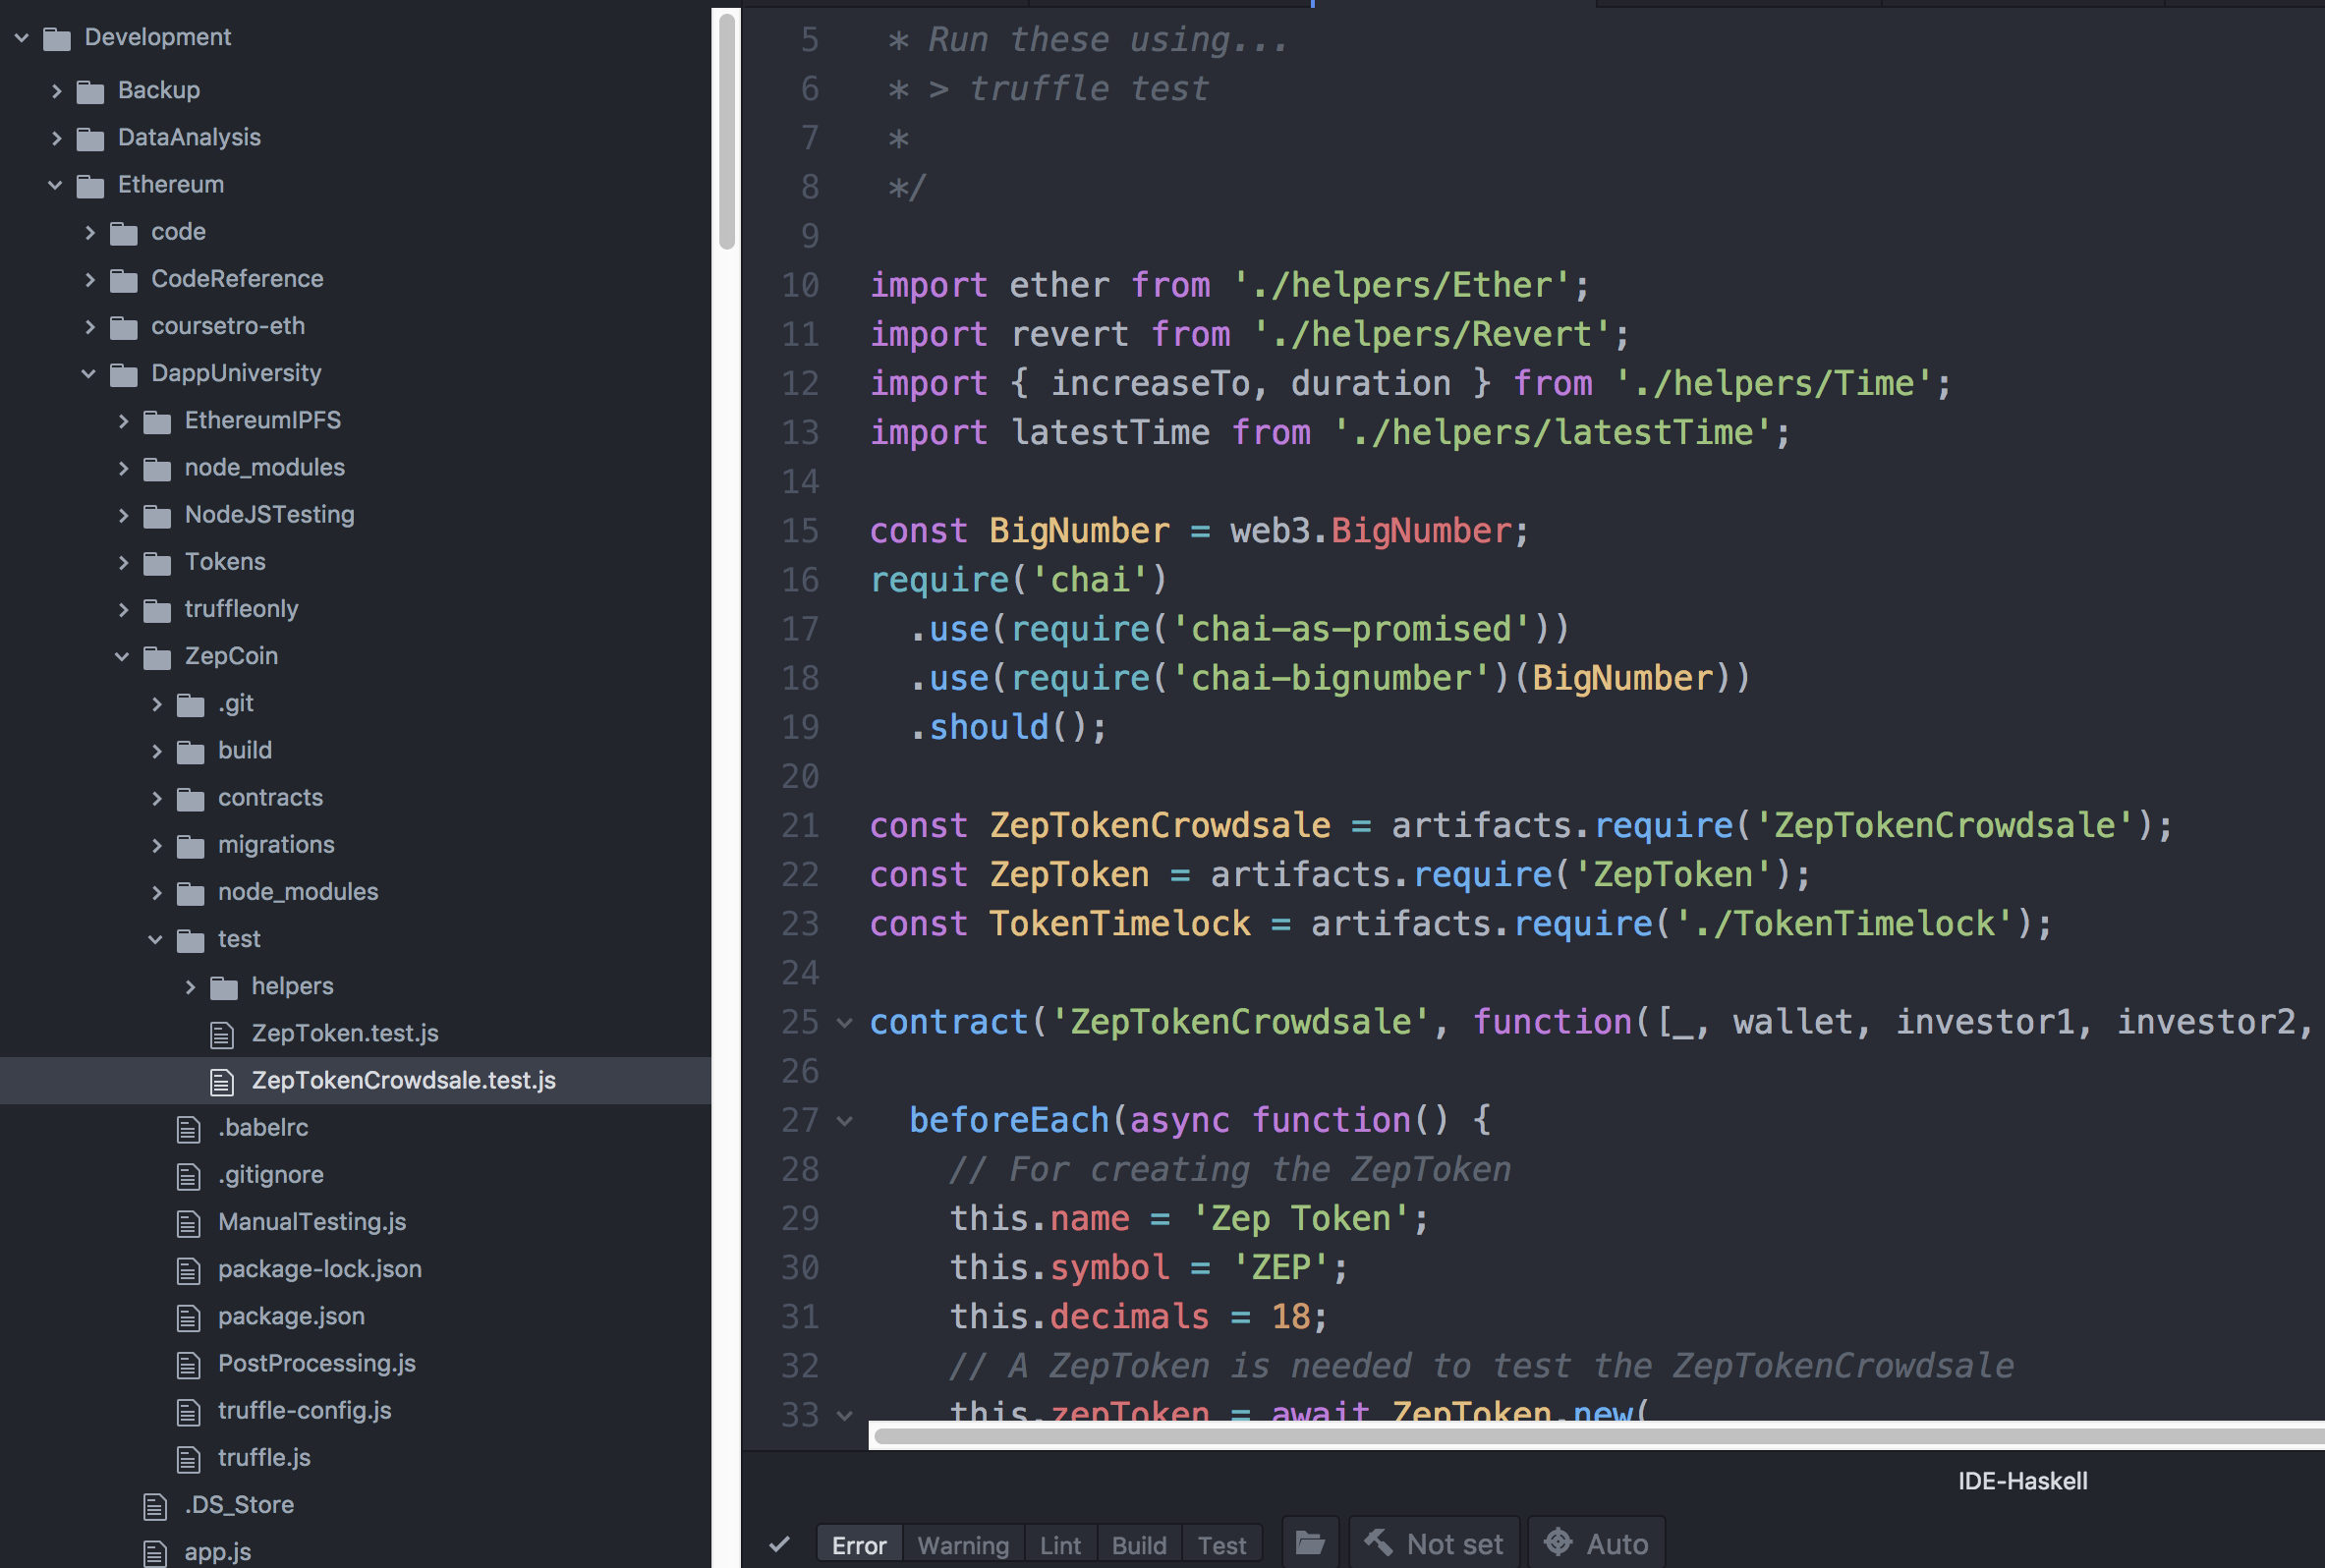 Development
Backup
DataAnalysis
Ethereum
code
CodeReference
coursetro-eth
DappUniversity
EthereumIPFS
node_modules
NodeJSTesting
Tokens
truffleonly
ZepCoin
.git
build
contracts
migrations
node_modules
test
helpers
ZepToken.test.js
ZepTokenCrowdsale.test.js
.babelrc
.gitignore
ManualTesting.js
package-lock.json
package.json
PostProcessing.js
truffle-config.js
truffle.js
.DS_Store
app.js
5  * Run these using...
6  * > truffle test
7  *
8  */
9
10 import ether from './helpers/Ether';
11 import revert from './helpers/Revert';
12 import { increaseTo, duration } from './helpers/Time';
13 import latestTime from './helpers/latestTime';
14
15 const BigNumber = web3.BigNumber;
16 require('chai')
17   .use(require('chai-as-promised'))
18   .use(require('chai-bignumber')(BigNumber))
19   .should();
20
21 const ZepTokenCrowdsale = artifacts.require('ZepTokenCrowdsale');
22 const ZepToken = artifacts.require('ZepToken');
23 const TokenTimelock = artifacts.require('./TokenTimelock');
24
25 contract('ZepTokenCrowdsale', function([_, wallet, investor1, investor2,
26
27   beforeEach(async function() {
28     // For creating the ZepToken
29     this.name = 'Zep Token';
30     this.symbol = 'ZEP';
31     this.decimals = 18;
32     // A ZepToken is needed to test the ZepTokenCrowdsale
33     this.zepToken = await ZepToken.new(
IDE-Haskell
Error Warning Lint Build Test Not set Auto